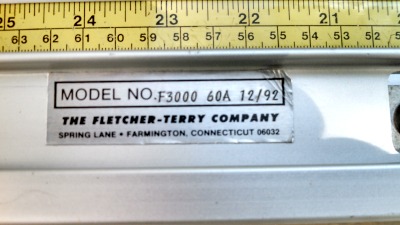 21 22 23 24 25
63 62 61 60 59 58 57 56 55 54 53 52
MODEL NO. F3000 60A 12/92
THE FLETCHER-TERRY COMPANY
SPRING LANE • FARMINGTON, CONNECTICUT 06032